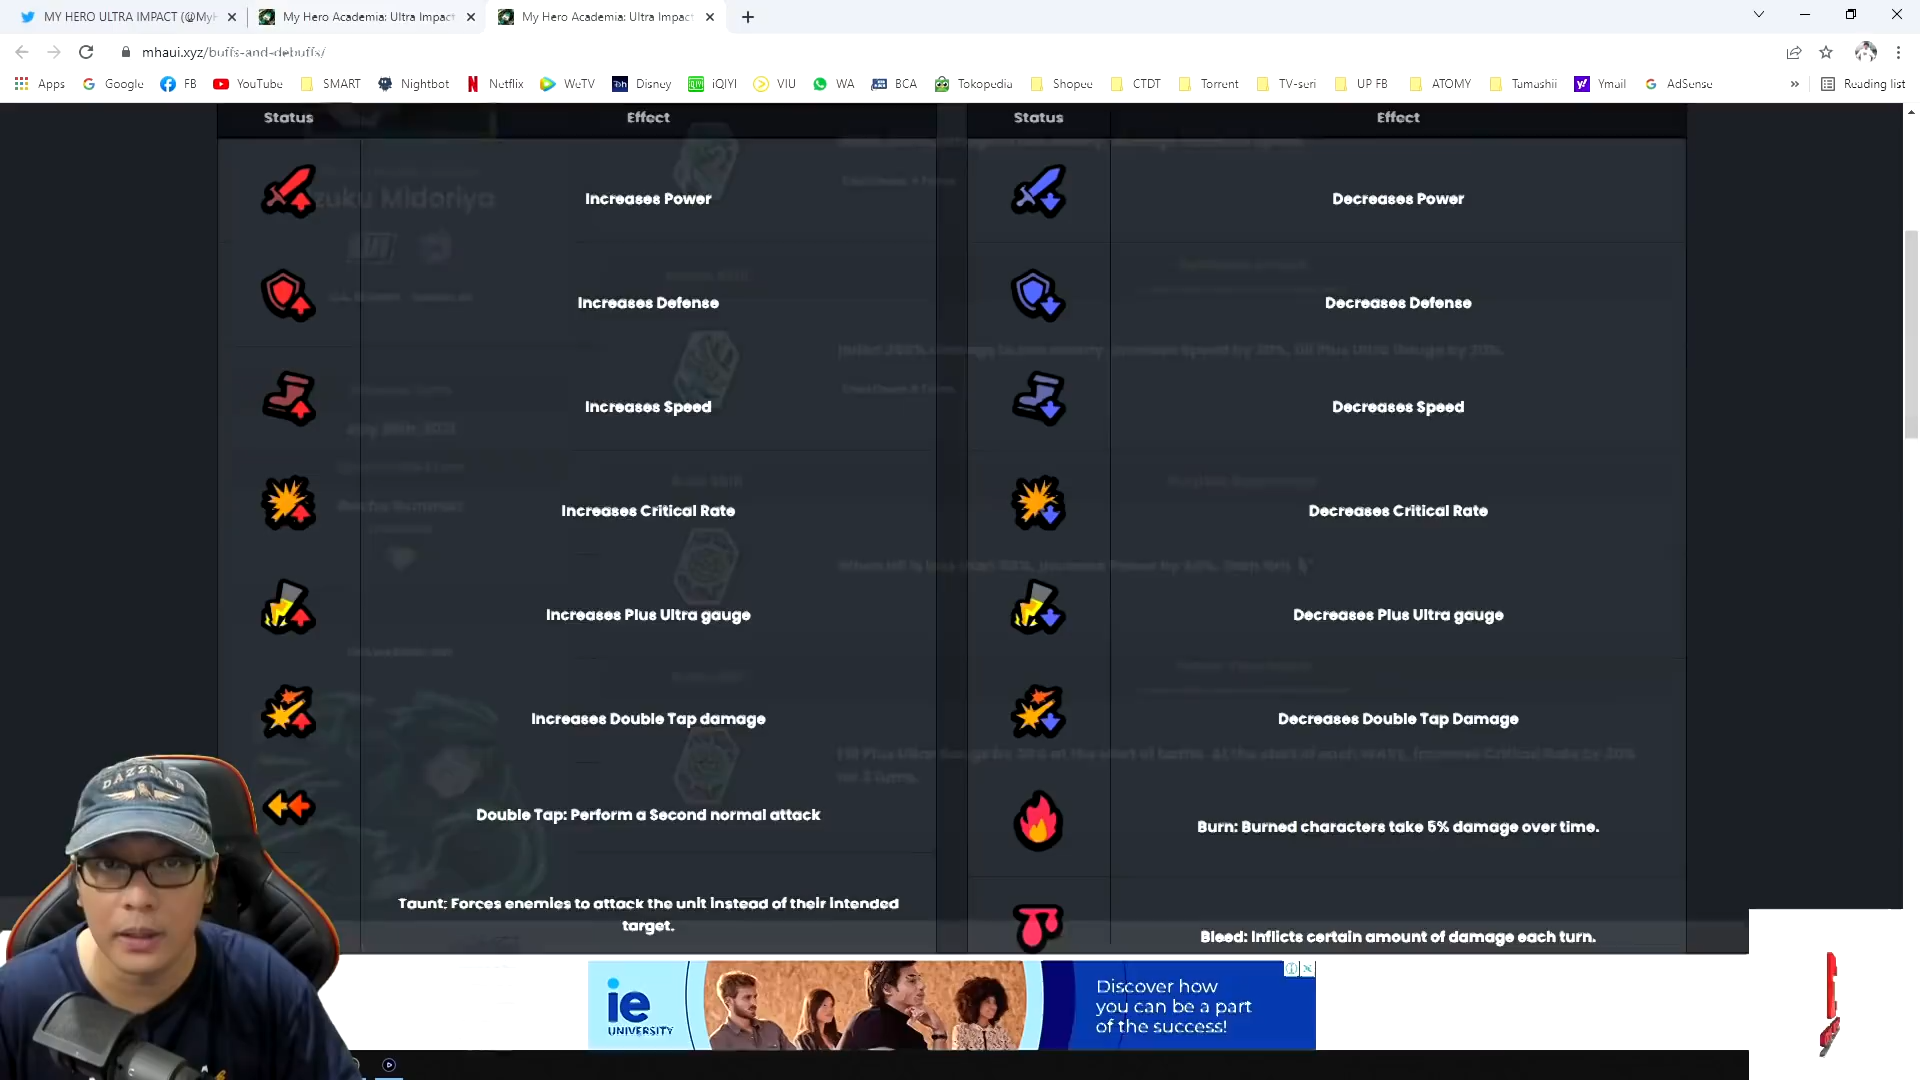 MY HERO ULTRA IMPACT (@MyH
My Hero Academia: Ultra Impact
My Hero Academia: Ultra Impact
mhaui.xyz/buffs-and-debuffs/
Apps
Google
FB
YouTube
SMART
Nightbot
Netflix
WeTV
Disney
iQIYI
VIU
WA
BCA
Tokopedia
Shopee
CTDT
Torrent
TV-seri
UP FB
ATOMY
Tamashii
Ymail
AdSense
»
Reading list
Status
Effect
Status
Effect
zuku Midoriya
Increases Power
Decreases Power
Increases Defense
Decreases Defense
Increases Speed
Decreases Speed
Increases Critical Rate
Decreases Critical Rate
Increases Plus Ultra gauge
Decreases Plus Ultra gauge
Increases Double Tap damage
Decreases Double Tap Damage
Double Tap: Perform a Second normal attack
Burn: Burned characters take 5% damage over time.
Taunt: Forces enemies to attack the unit instead of their intended
target.
Bleed: Inflicts certain amount of damage each turn.
DAZZMAN
ie
UNIVERSITY
Discover how
you can be a part
of the success!